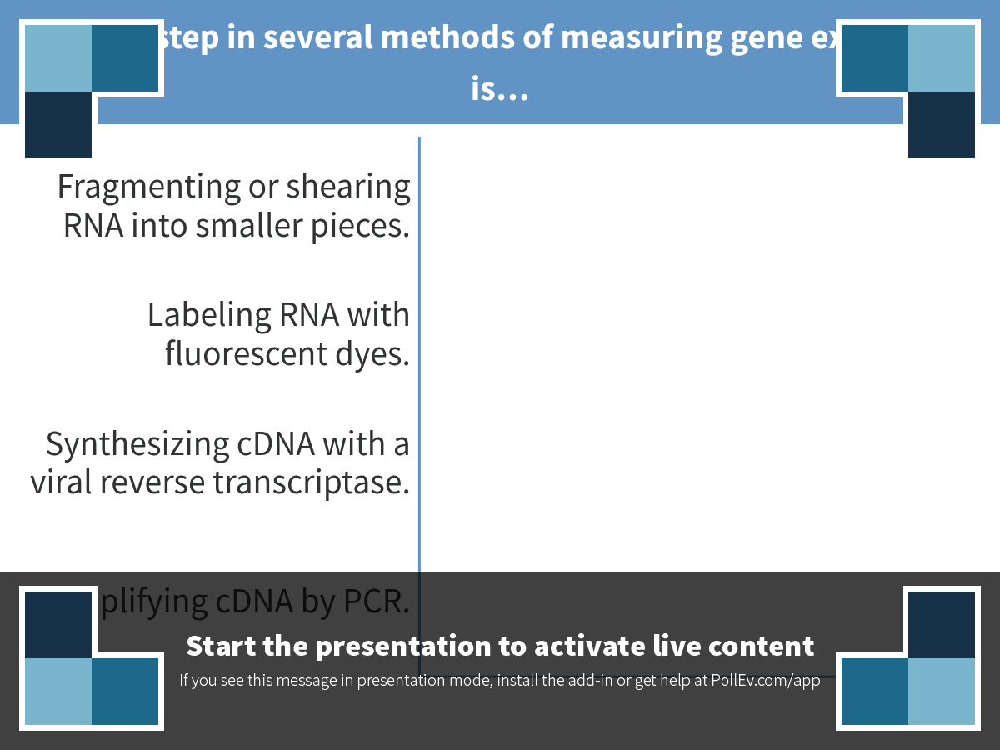 step in several methods of measuring gene ex
is...
Fragmenting or shearing
RNA into smaller pieces.
Labeling RNA with
fluorescent dyes.
Synthesizing cDNA with a
viral reverse transcriptase.
plifying cDNA by PCR.
Start the presentation to activate live content
If you see this message in presentation mode, install the add-in or get help at PollEv.com/app